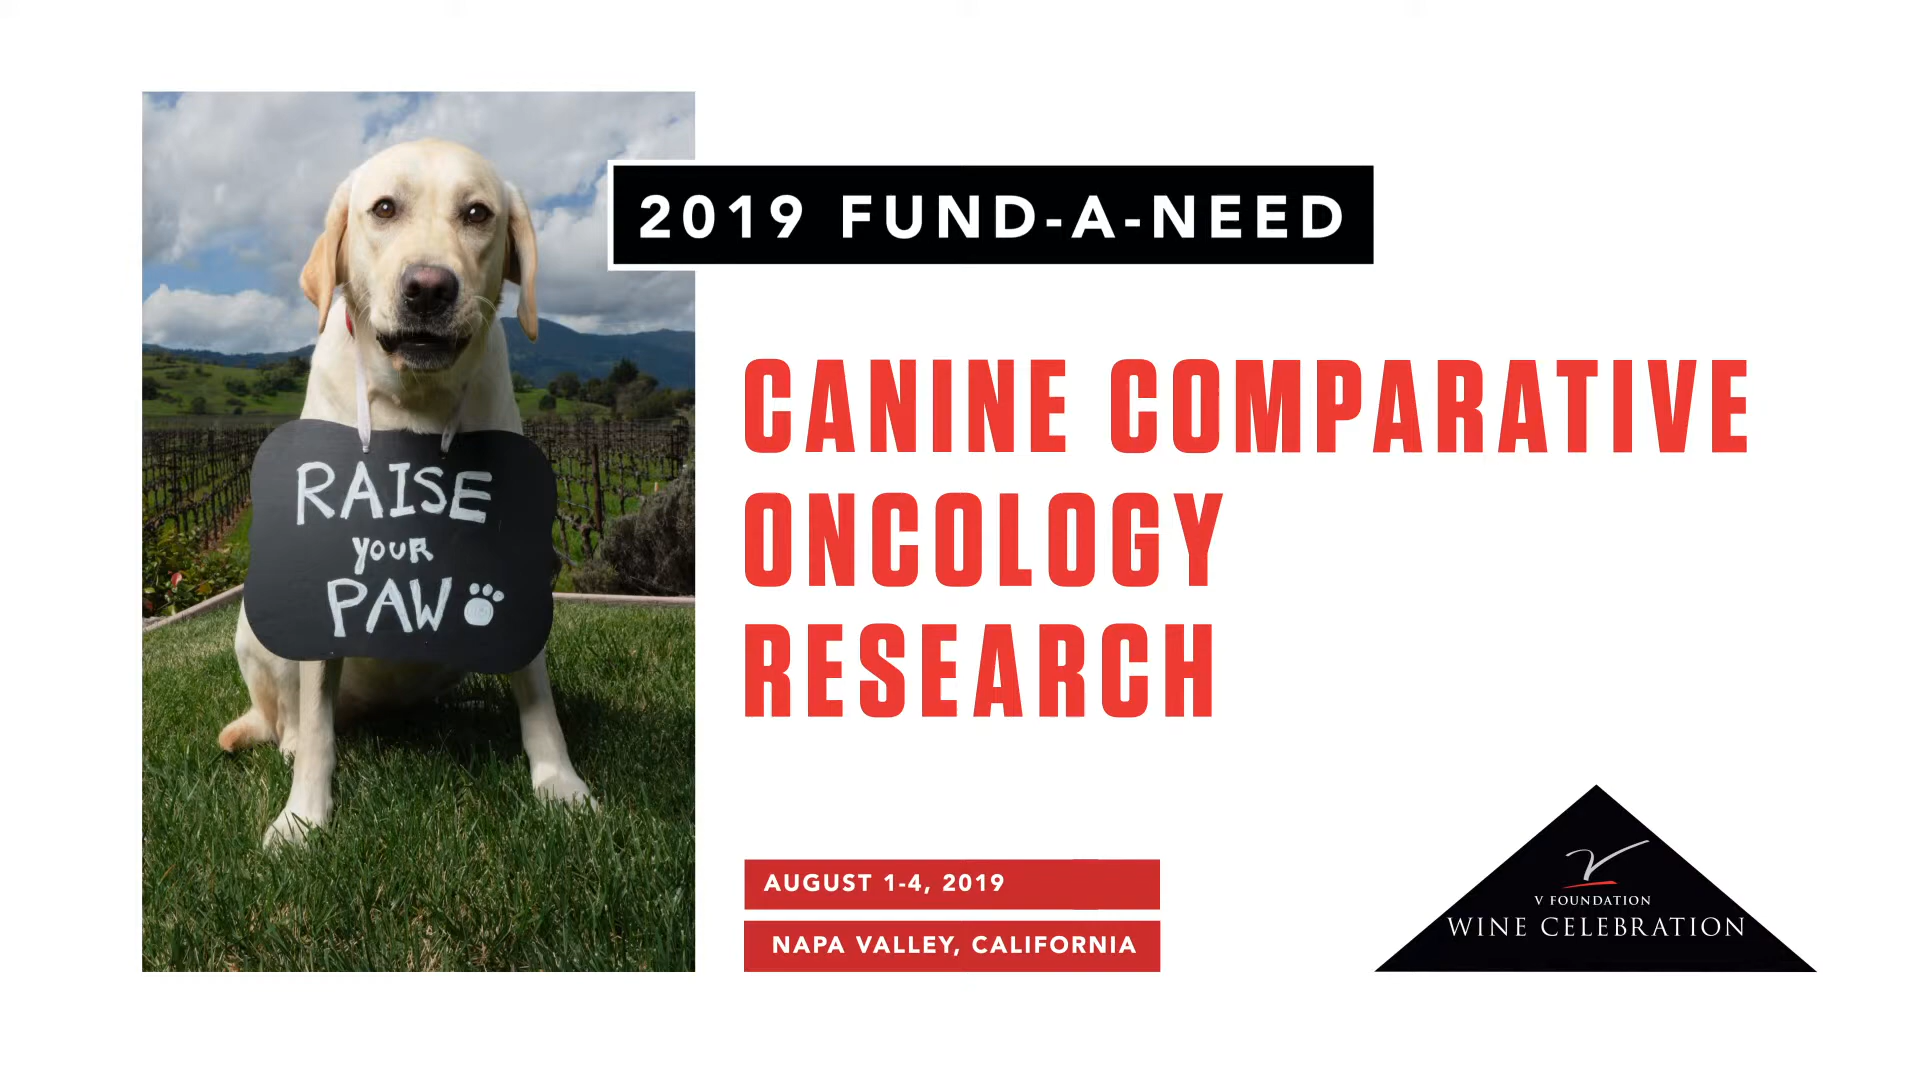 2019 FUND-A-NEED
RAISE
YOUR
PAW
CANINE COMPARATIVE
ONCOLOGY
RESEARCH
AUGUST 1-4, 2019
NAPA VALLEY, CALIFORNIA
V
V FOUNDATION
WINE CELEBRATION